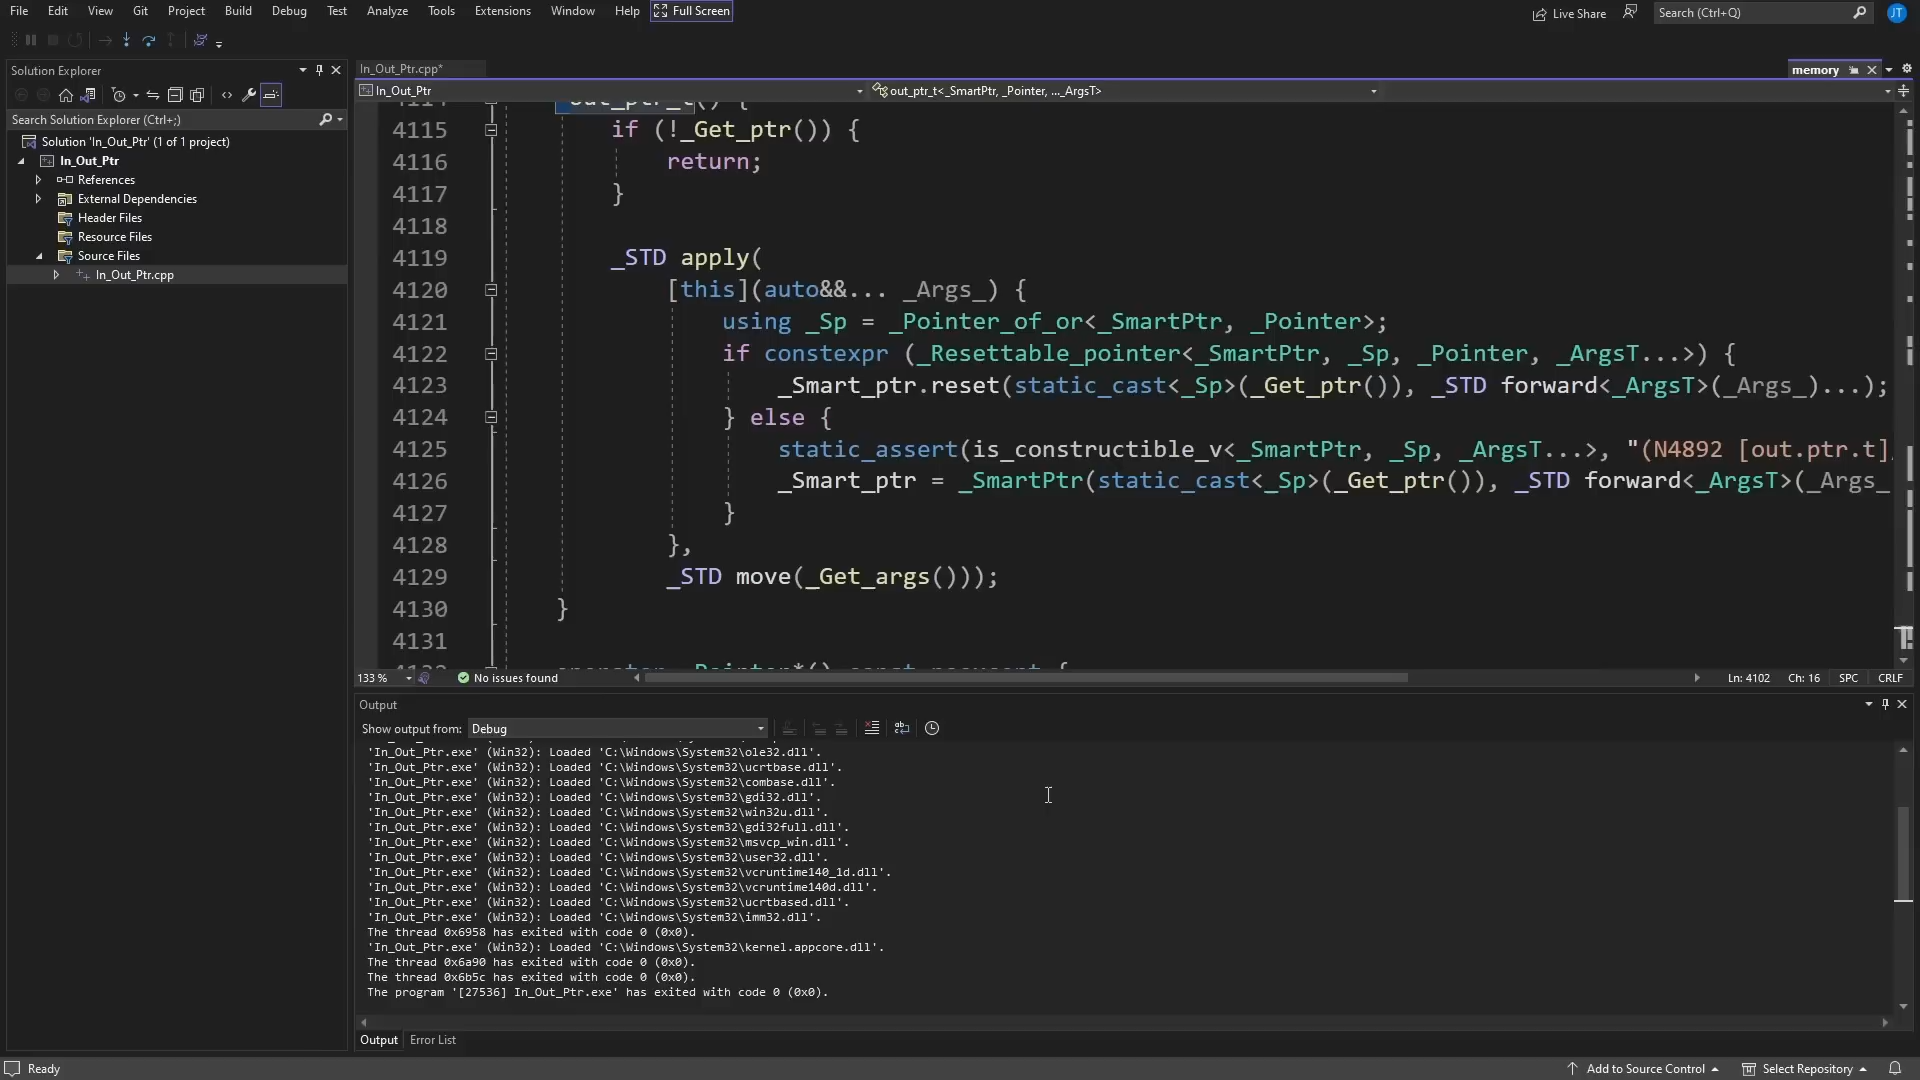 File Edit View Git Project Build Debug Test Analyze Tools Extensions Window Help Full Screen
Live Share Search (Ctrl+Q) JT
Solution Explorer
Search Solution Explorer (Ctrl+;)
Solution 'In_Out_Ptr' (1 of 1 project)
In_Out_Ptr
References
External Dependencies
Header Files
Resource Files
Source Files
In_Out_Ptr.cpp
In_Out_Ptr.cpp*
memory
In_Out_Ptr
out_ptr_t<_SmartPtr, _Pointer, ..._ArgsT>
4115 if (!_Get_ptr()) {
4116 return;
4117 }
4118
4119 _STD apply(
4120 [this](auto&&... _Args_) {
4121 using _Sp = _Pointer_of_or<_SmartPtr, _Pointer>;
4122 if constexpr (_Resettable_pointer<_SmartPtr, _Sp, _Pointer, _ArgsT...>) {
4123 _Smart_ptr.reset(static_cast<_Sp>(_Get_ptr()), _STD forward<_ArgsT>(_Args_)...);
4124 } else {
4125 static_assert(is_constructible_v<_SmartPtr, _Sp, _ArgsT...>, "(N4892 [out.ptr.t]
4126 _Smart_ptr = _SmartPtr(static_cast<_Sp>(_Get_ptr()), _STD forward<_ArgsT>(_Args_
4127 }
4128 },
4129 _STD move(_Get_args()));
4130 }
4131
133 % No issues found Ln: 4102 Ch: 16 SPC CRLF
Output
Show output from: Debug
'In_Out_Ptr.exe' (Win32): Loaded 'C:\Windows\System32\ole32.dll'.
'In_Out_Ptr.exe' (Win32): Loaded 'C:\Windows\System32\ucrtbase.dll'.
'In_Out_Ptr.exe' (Win32): Loaded 'C:\Windows\System32\combase.dll'.
'In_Out_Ptr.exe' (Win32): Loaded 'C:\Windows\System32\gdi32.dll'.
'In_Out_Ptr.exe' (Win32): Loaded 'C:\Windows\System32\win32u.dll'.
'In_Out_Ptr.exe' (Win32): Loaded 'C:\Windows\System32\gdi32full.dll'.
'In_Out_Ptr.exe' (Win32): Loaded 'C:\Windows\System32\msvcp_win.dll'.
'In_Out_Ptr.exe' (Win32): Loaded 'C:\Windows\System32\user32.dll'.
'In_Out_Ptr.exe' (Win32): Loaded 'C:\Windows\System32\vcruntime140_1d.dll'.
'In_Out_Ptr.exe' (Win32): Loaded 'C:\Windows\System32\vcruntime140d.dll'.
'In_Out_Ptr.exe' (Win32): Loaded 'C:\Windows\System32\ucrtbased.dll'.
'In_Out_Ptr.exe' (Win32): Loaded 'C:\Windows\System32\imm32.dll'.
The thread 0x6958 has exited with code 0 (0x0).
'In_Out_Ptr.exe' (Win32): Loaded 'C:\Windows\System32\kernel.appcore.dll'.
The thread 0x6a90 has exited with code 0 (0x0).
The thread 0x6b5c has exited with code 0 (0x0).
The program '[27536] In_Out_Ptr.exe' has exited with code 0 (0x0).
Output Error List
Ready Add to Source Control Select Repository